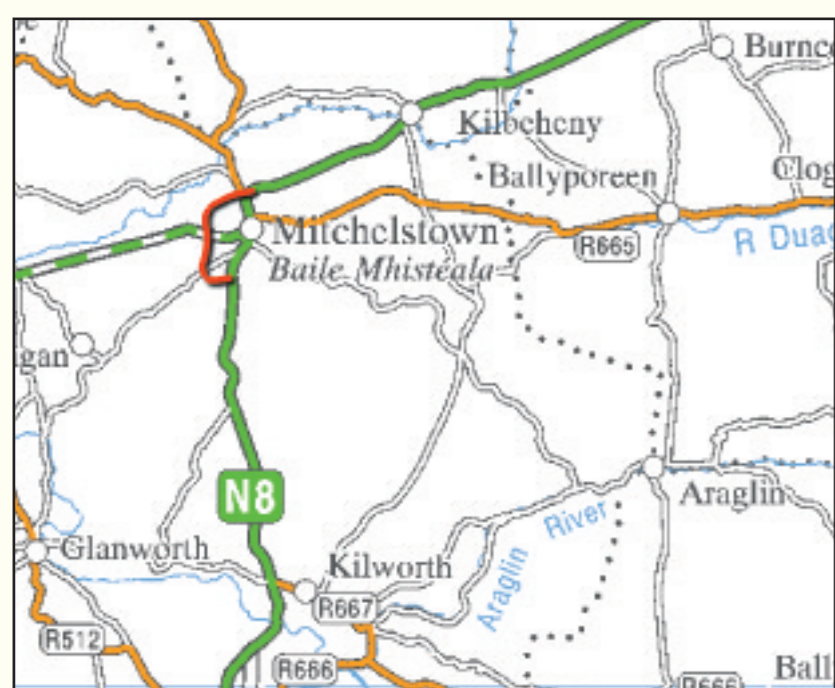 Burnc
Kilbeheny
Ballyporeen
Clog
Mitchelstown
Baile Mhistéala
R665
R Duag
gan
N8
Araglin
Araglin River
Glanworth
Kilworth
R667
R512
R666
R666
Ball